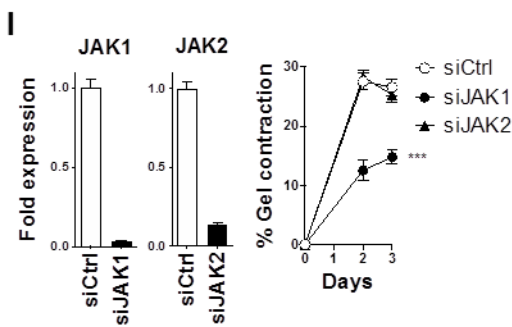 I
JAK1
JAK2
Fold expression
1.0
0.5
0.0
siCtrl
siJAK1
1.0
0.5
0.0
siCtrl
siJAK2
% Gel contraction
30
20
10
0
0
1
2
3
Days
siCtrl
siJAK1
siJAK2
***